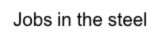 Jobs in the steel